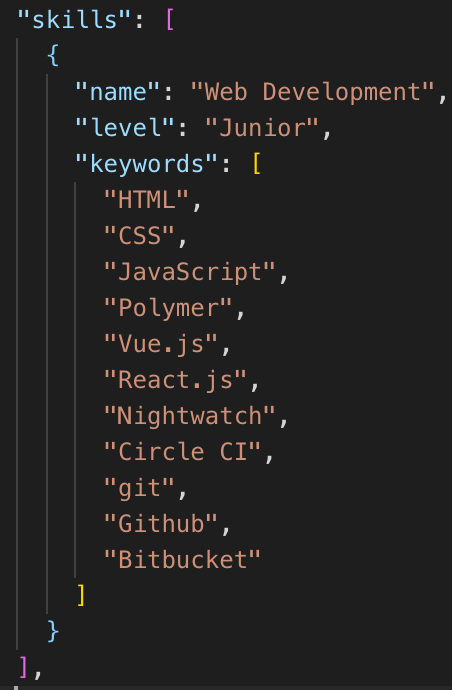 "skills": [
{
"name": "Web Development",
"level": "Junior",
"keywords": [
"HTML",
"CSS",
"JavaScript",
"Polymer",
"Vue.js",
"React.js",
"Nightwatch",
"Circle CI",
"git",
"Github",
"Bitbucket"
]
}
],